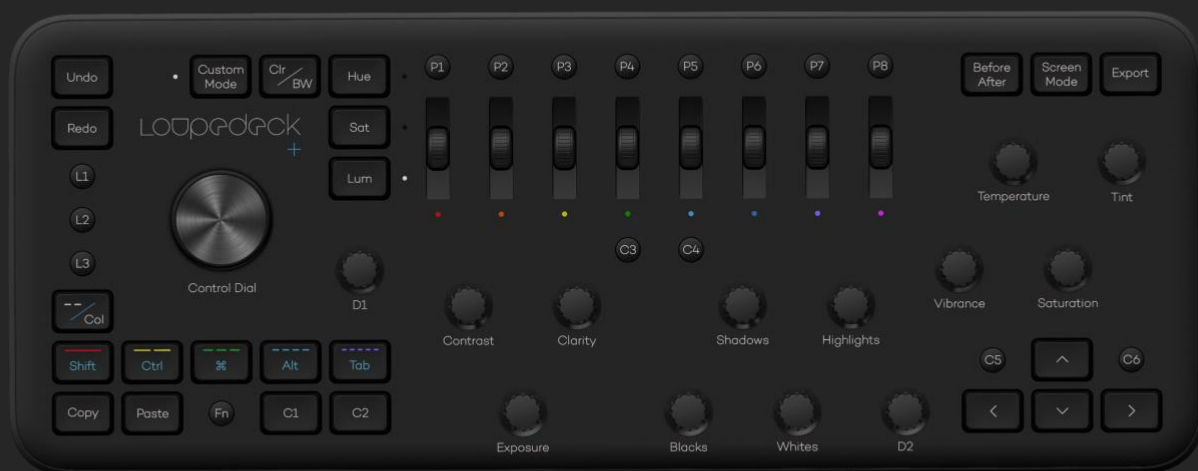 Undo
Custom
Mode
Clr
BW
Hue
P1
P2
P3
P4
P5
P6
P7
P8
Before
After
Screen
Mode
Export
Redo
Loupedeck
+
Sat
Lum
L1
L2
L3
Temperature
Tint
C3
C4
Control Dial
D1
Vibrance
Saturation
-- Col
Contrast
Clarity
Shadows
Highlights
Shift
Ctrl
⌘
Alt
Tab
C5
^
C6
Copy
Paste
Fn
C1
C2
Exposure
Blacks
Whites
D2